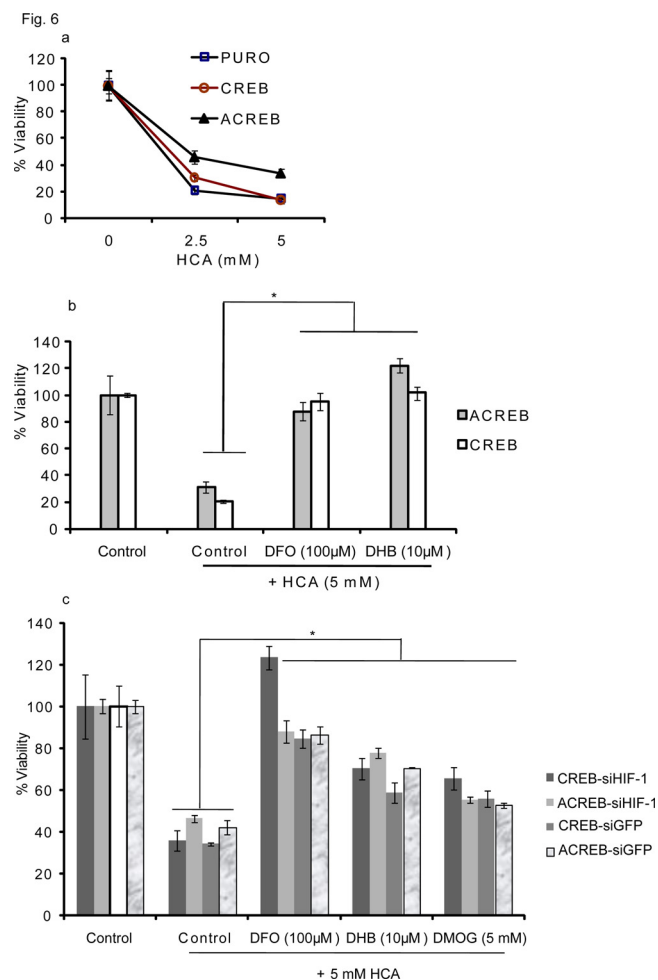 Fig. 6
a
PURO
CREB
ACREB
120
100
80
60
40
20
0
% Viability
0 2.5 5
HCA (mM)
b
*
140
120
100
80
60
40
20
0
% Viability
ACREB
CREB
Control Control DFO (100µM) DHB (10µM )
+ HCA (5 mM)
c
*
140
120
100
80
60
40
20
0
% Viability
CREB-siHIF-1
ACREB-siHIF-1
CREB-siGFP
ACREB-siGFP
Control Control DFO (100µM) DHB (10µM) DMOG (5 mM)
+ 5 mM HCA